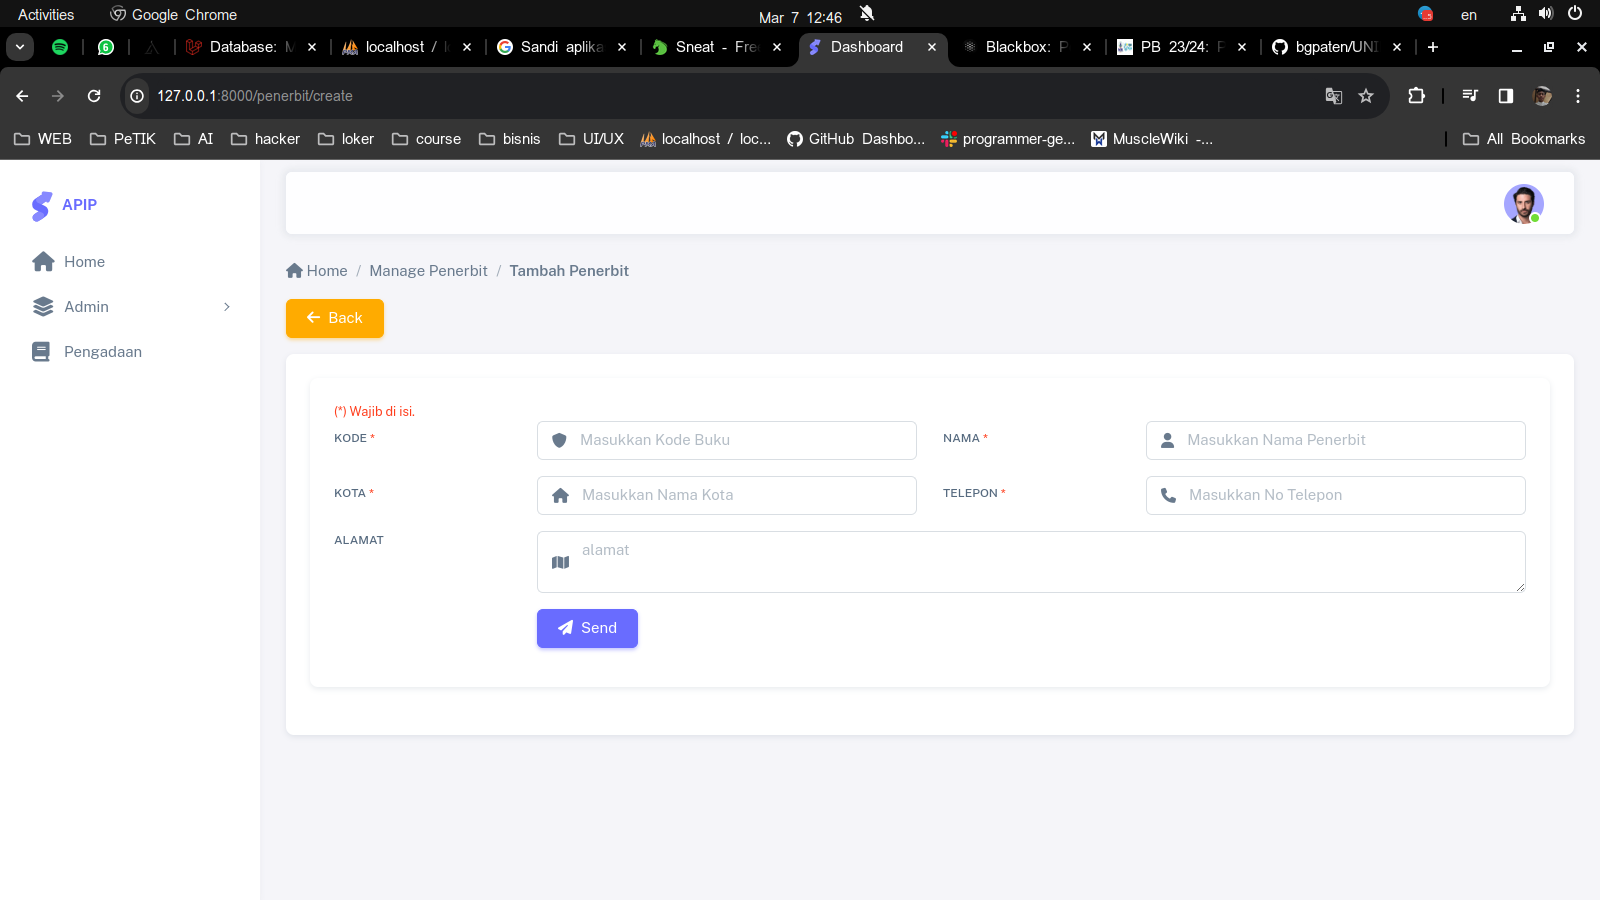 Activities Google Chrome Mar 7 12:46 en
6 Database: M localhost / lo Sandi aplika Sneat - Free Dashboard Blackbox: P PB 23/24: P bgpaten/UNI
127.0.0.1:8000/penerbit/create
WEB PeTIK AI hacker loker course bisnis UI/UX localhost / loc... GitHub Dashbo... programmer-ge... MuscleWiki -... All Bookmarks
APIP
Home
Admin
Pengadaan
Home / Manage Penerbit / Tambah Penerbit
Back
(*) Wajib di isi.
KODE * Masukkan Kode Buku NAMA * Masukkan Nama Penerbit
KOTA * Masukkan Nama Kota TELEPON * Masukkan No Telepon
ALAMAT alamat
Send